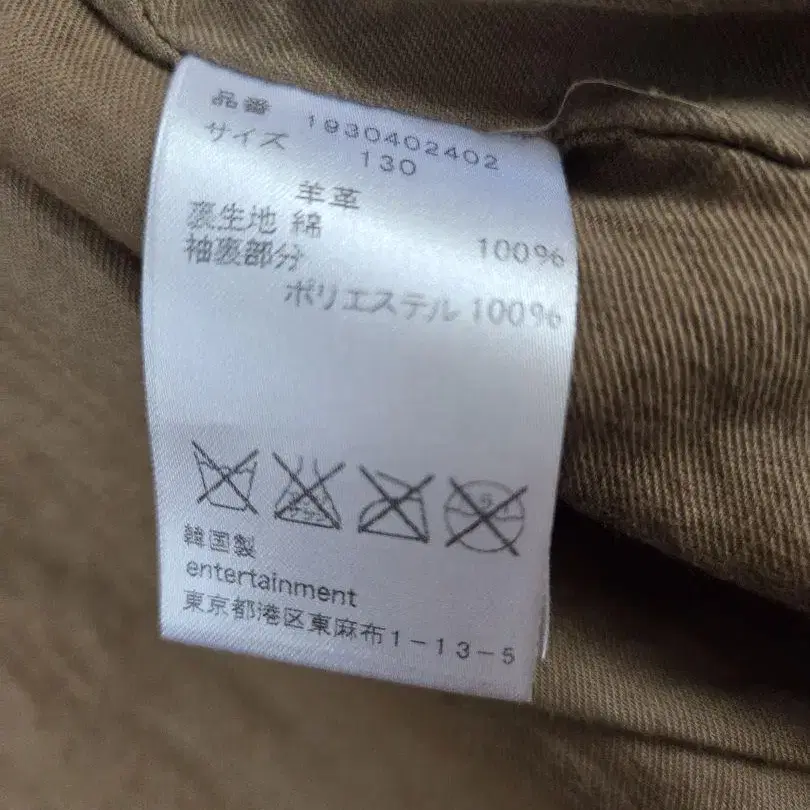 品番 1930402402
サイズ 130
羊革
裏生地 綿 100%
袖裏部分
ポリエステル 100%
韓国製
entertainment
東京都港区東麻布1-13-5